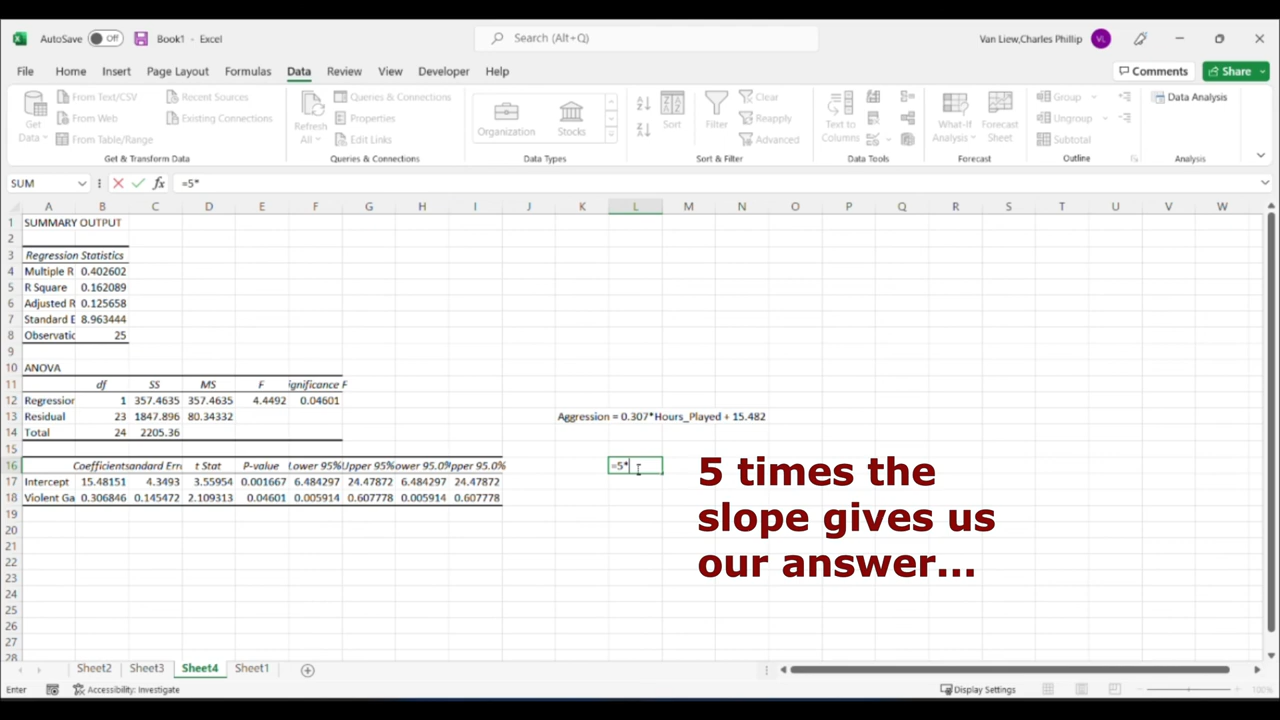 AutoSave Off Book1 - Excel Search (Alt+Q) Van Liew,Charles Phillip VL
File Home Insert Page Layout Formulas Data Review View Developer Help Comments Share
Get Data From Text/CSV From Web From Table/Range Recent Sources Existing Connections
Refresh All Queries & Connections Properties Edit Links
Organization Stocks
Sort Filter Clear Reapply Advanced
Text to Columns
What-If Analysis Forecast Sheet
Group Ungroup Subtotal
Data Analysis
Get & Transform Data Queries & Connections Data Types Sort & Filter Data Tools Forecast Outline Analysis
SUM fx =5*
A B C D E F G H I J K L M N O P Q R S T U V W
1 SUMMARY OUTPUT
2
3 Regression Statistics
4 Multiple R 0.402602
5 R Square 0.162089
6 Adjusted R 0.125658
7 Standard E 8.963444
8 Observatic 25
9
10 ANOVA
11 df SS MS F ignificance F
12 Regressior 1 357.4635 357.4635 4.4492 0.04601
13 Residual 23 1847.896 80.34332 Aggression = 0.307*Hours_Played + 15.482
14 Total 24 2205.36
15
16 Coefficients andard Erro t Stat P-value Lower 95% Upper 95% ower 95.0% Ipper 95.0% =5*
17 Intercept 15.48151 4.3493 3.55954 0.001667 6.484297 24.47872 6.484297 24.47872
18 Violent Ga 0.306846 0.145472 2.109313 0.04601 0.005914 0.607778 0.005914 0.607778
19
20
21
22
23
24
25
26
27
28
5 times the
slope gives us
our answer...
Sheet2 Sheet3 Sheet4 Sheet1
Enter Accessibility: Investigate Display Settings 100%